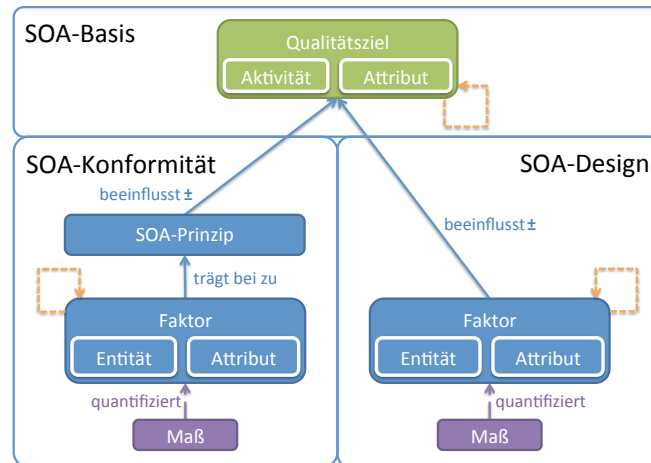 SOA-Basis
Qualitätsziel
Aktivität Attribut
SOA-Konformität
SOA-Design
beeinflusst ±
beeinflusst ±
SOA-Prinzip
trägt bei zu
Faktor
Entität Attribut
quantifiziert
Maß
Faktor
Entität Attribut
quantifiziert
Maß